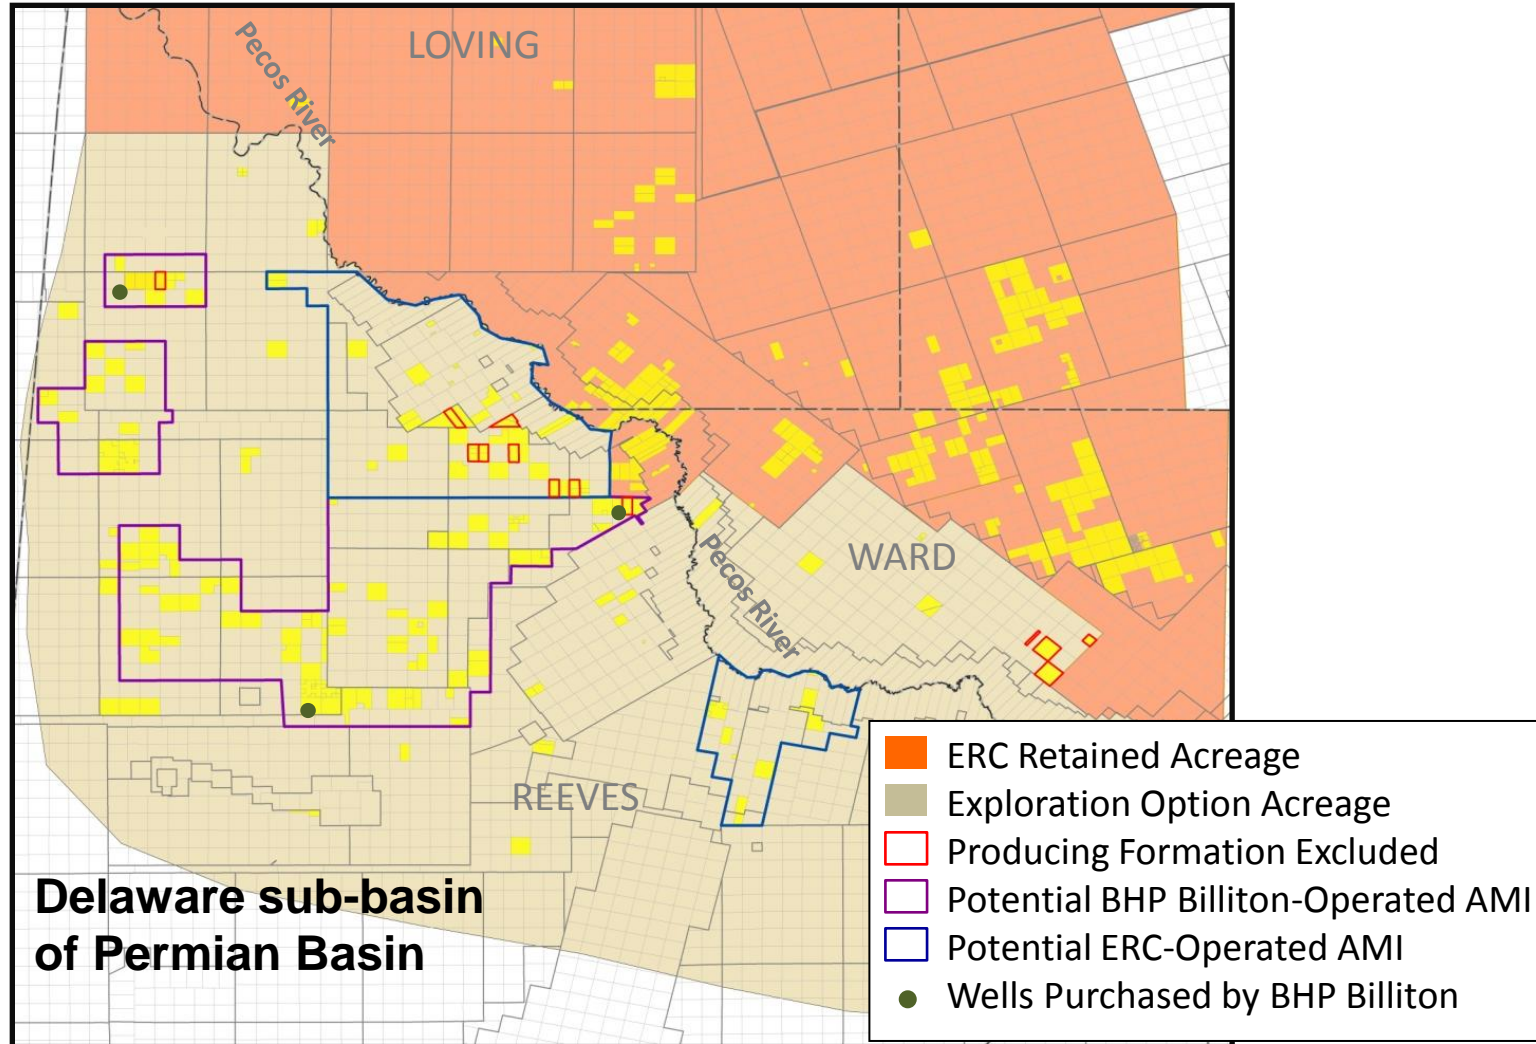 LOVING
Pecos River
WARD
Pecos River
REEVES
Delaware sub-basin
of Permian Basin
ERC Retained Acreage
Exploration Option Acreage
Producing Formation Excluded
Potential BHP Billiton-Operated AMI
Potential ERC-Operated AMI
Wells Purchased by BHP Billiton